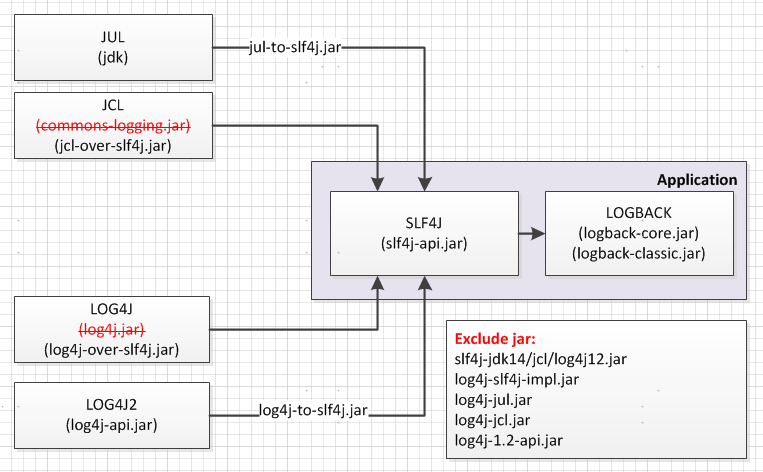 JUL
(jdk)
jul-to-slf4j.jar
JCL
(commons-logging.jar)
(jcl-over-slf4j.jar)
Application
SLF4J
(slf4j-api.jar)
LOGBACK
(logback-core.jar)
(logback-classic.jar)
LOG4J
(log4j.jar)
(log4j-over-slf4j.jar)
LOG4J2
(log4j-api.jar)
log4j-to-slf4j.jar
Exclude jar:
slf4j-jdk14/jcl/log4j12.jar
log4j-slf4j-impl.jar
log4j-jul.jar
log4j-jcl.jar
log4j-1.2-api.jar